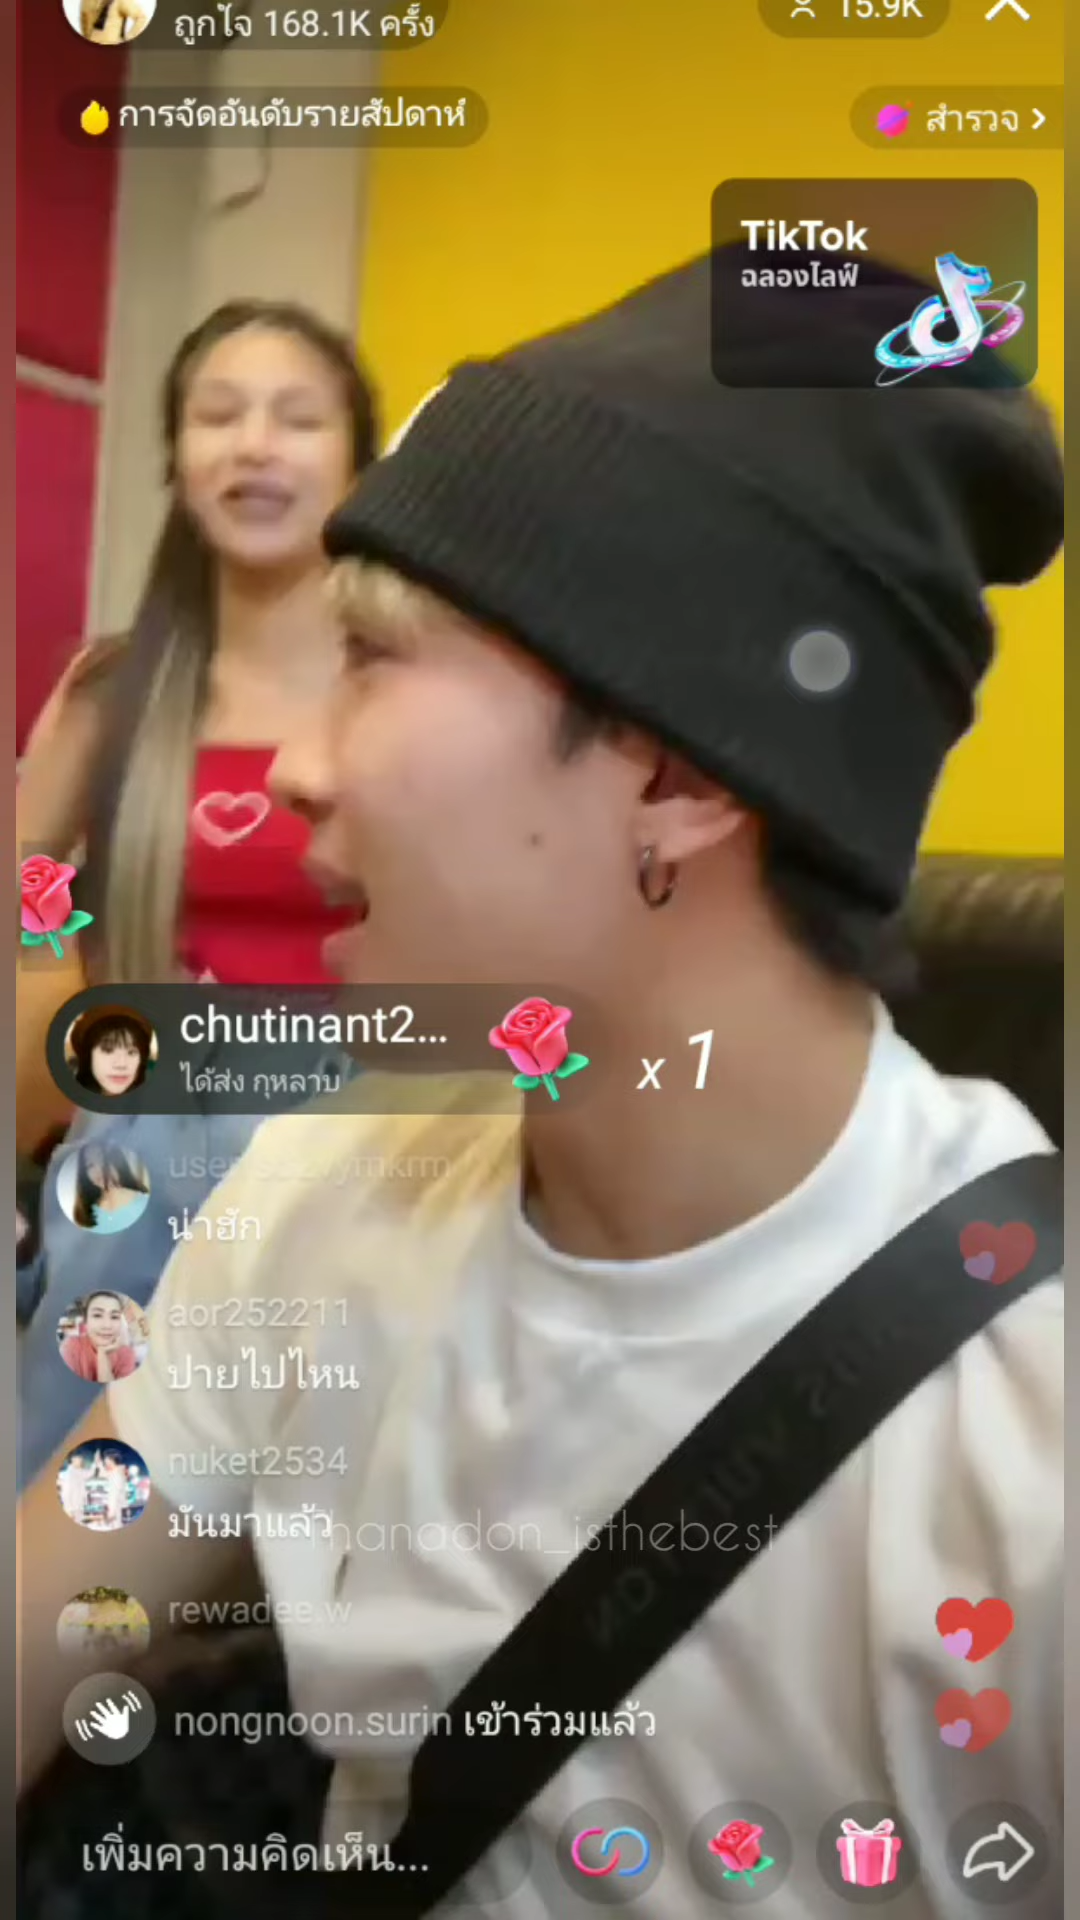 ถูกใจ 168.1K ครั้ง
15.9K
การจัดอันดับรายสัปดาห์
สำรวจ >
TikTok
ฉลองไลฟ์
chutinant2...
ได้ส่ง กุหลาบ
x 1
น่าฮัก
aor252211
ปายไปไหน
nuket2534
มันมาแล้ว
hanadon_isthebest
rewadee.w
nongnoon.surin เข้าร่วมแล้ว
เพิ่มความคิดเห็น...